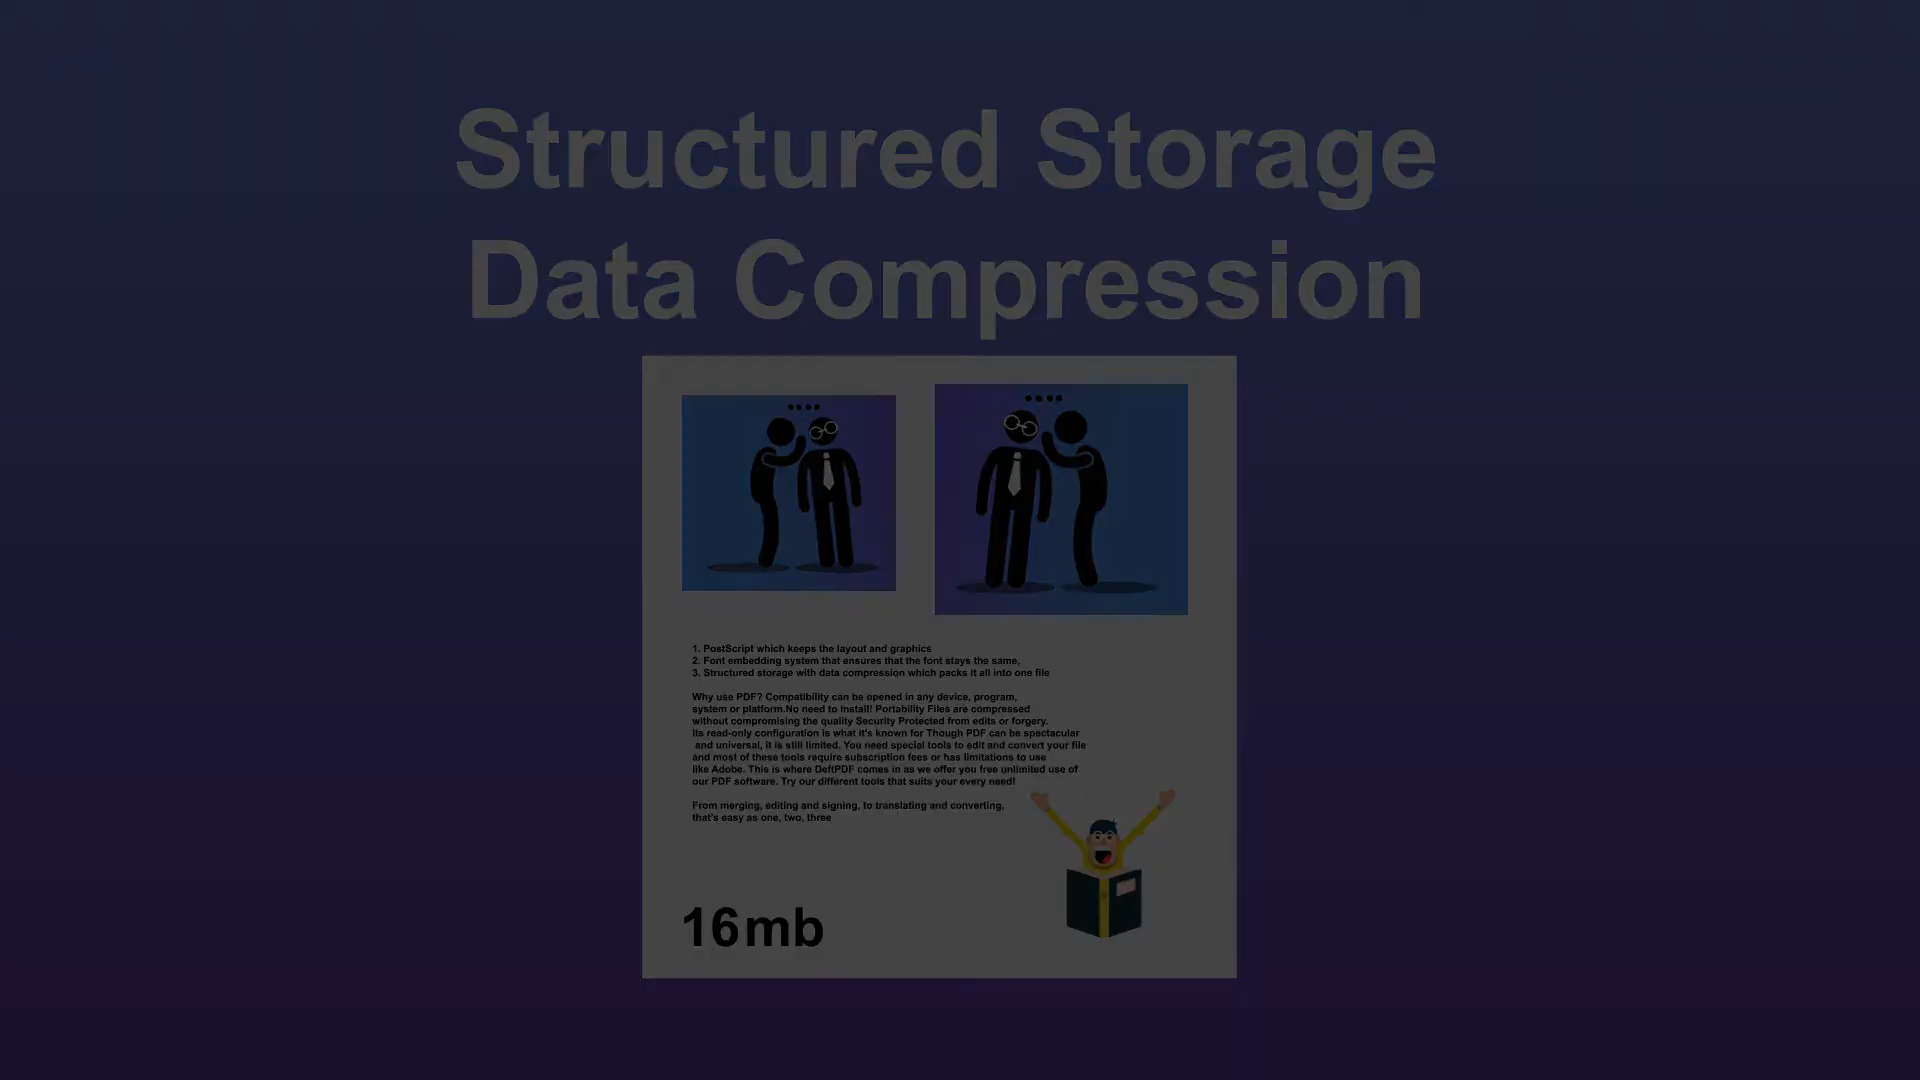 Structured Storage
Data Compression
1. PostScript which keeps the layout and graphics
2. Font embedding system that ensures that the font stays the same,
3. Structured storage with data compression which packs it all into one file
Why use PDF? Compatibility can be opened in any device, program,
system or platform.No need to install! Portability Files are compressed
without compromising the quality Security Protected from edits or forgery.
Its read-only configuration is what it's known for Though PDF can be spectacular
and universal, it is still limited. You need special tools to edit and convert your file
and most of these tools require subscription fees or has limitations to use
like Adobe. This is where DeftPDF comes in as we offer you free unlimited use of
our PDF software. Try our different tools that suits your every need!
From merging, editing and signing, to translating and converting,
that's easy as one, two, three
16mb